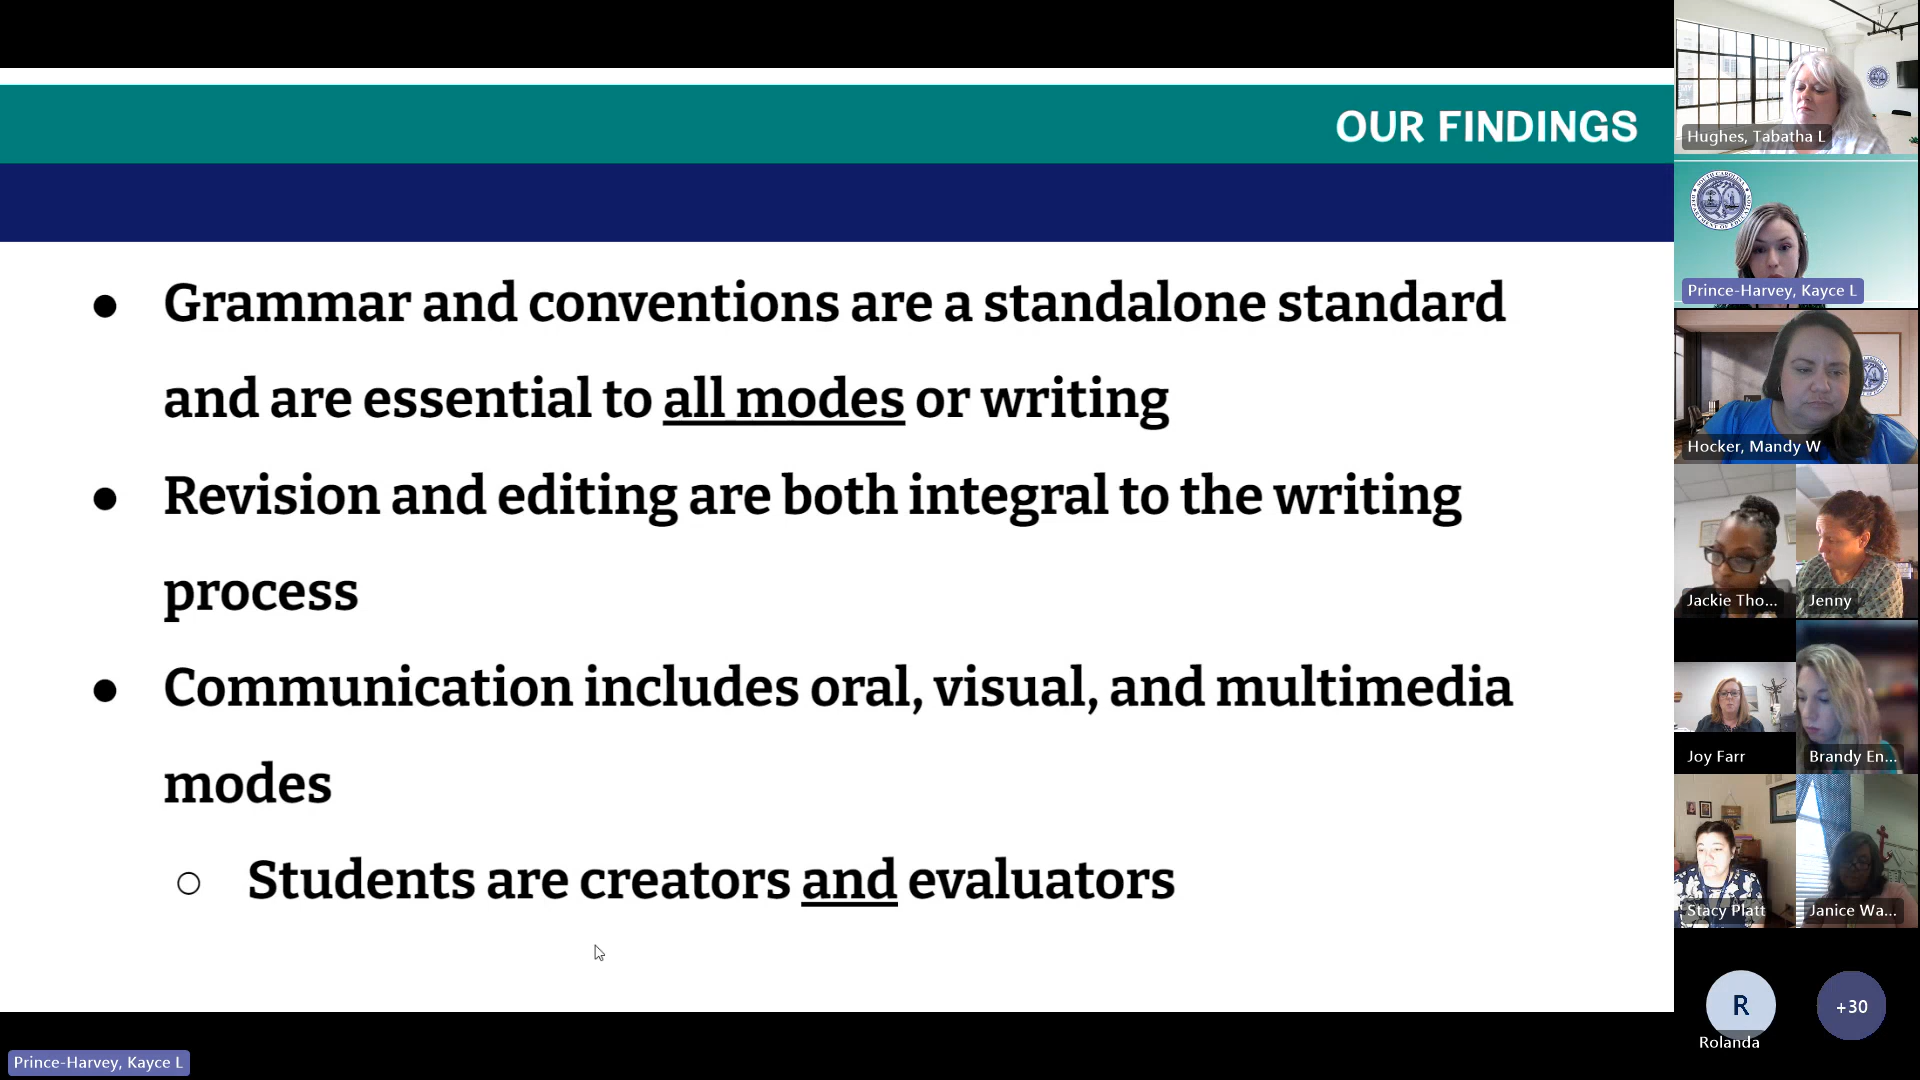 OUR FINDINGS
● Grammar and conventions are a standalone standard
and are essential to all modes or writing
● Revision and editing are both integral to the writing
process
● Communication includes oral, visual, and multimedia
modes
○ Students are creators and evaluators
Hughes, Tabatha L
Prince-Harvey, Kayce L
Hocker, Mandy W
Jackie Tho...
Jenny
Joy Farr
Brandy En...
Stacy Platt
Janice Wa...
R
+30
Rolanda
Prince-Harvey, Kayce L